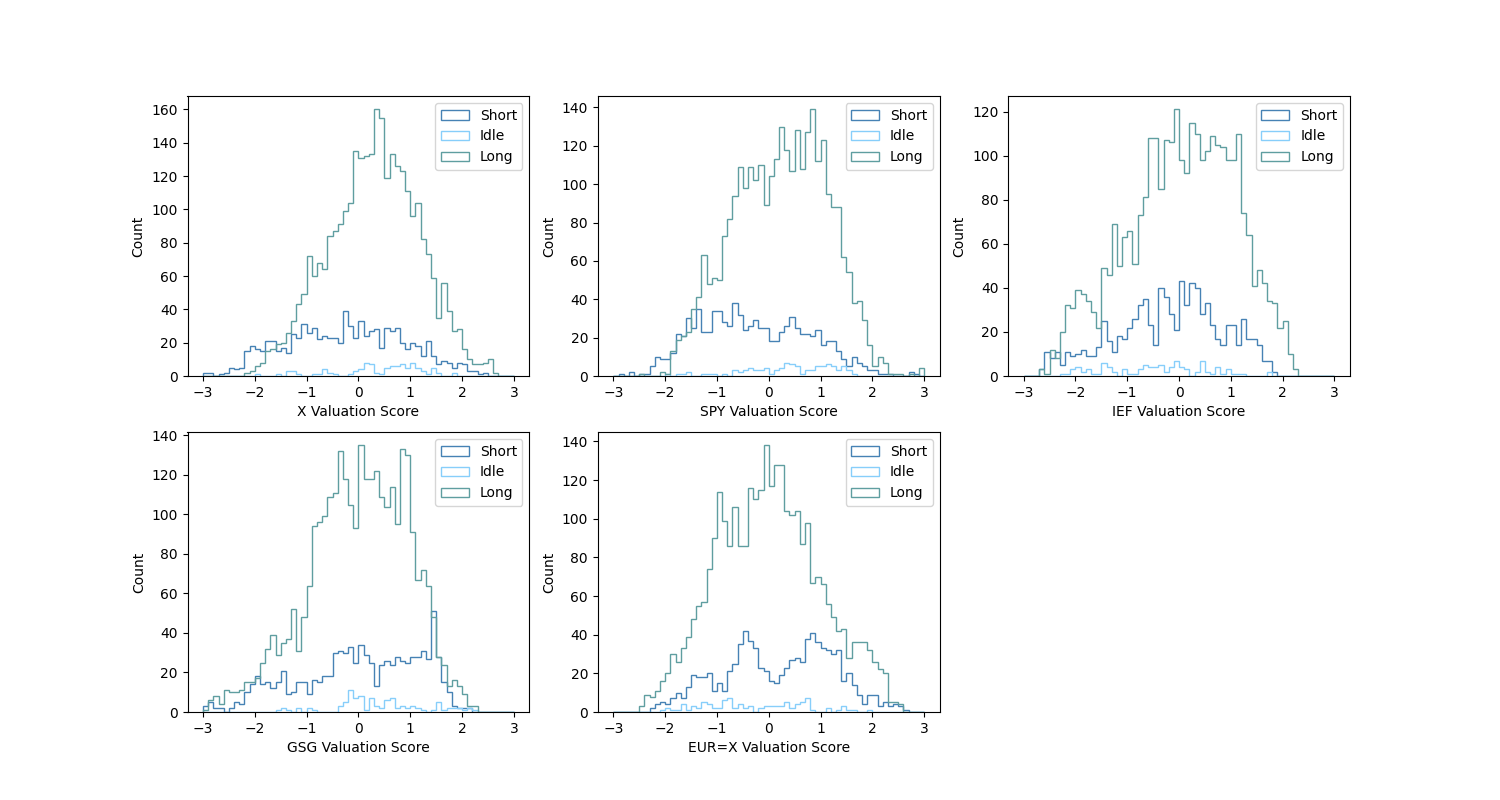 160
140
120
100
80
60
40
20
0
Count
−3 −2 −1 0 1 2 3
X Valuation Score
Short
Idle
Long
140
120
100
80
60
40
20
0
Count
−3 −2 −1 0 1 2 3
SPY Valuation Score
Short
Idle
Long
120
100
80
60
40
20
0
Count
−3 −2 −1 0 1 2 3
IEF Valuation Score
Short
Idle
Long
140
120
100
80
60
40
20
0
Count
−3 −2 −1 0 1 2 3
GSG Valuation Score
Short
Idle
Long
140
120
100
80
60
40
20
0
Count
−3 −2 −1 0 1 2 3
EUR=X Valuation Score
Short
Idle
Long